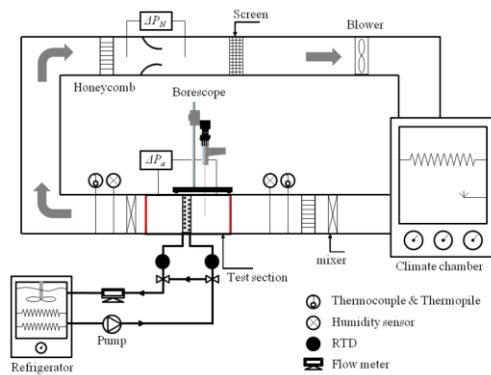 ΔP_N
Screen
Blower
Honeycomb
Borescope
ΔP_a
Test section
mixer
Climate chamber
Pump
Refrigerator
Thermocouple & Thermopile
Humidity sensor
RTD
Flow meter